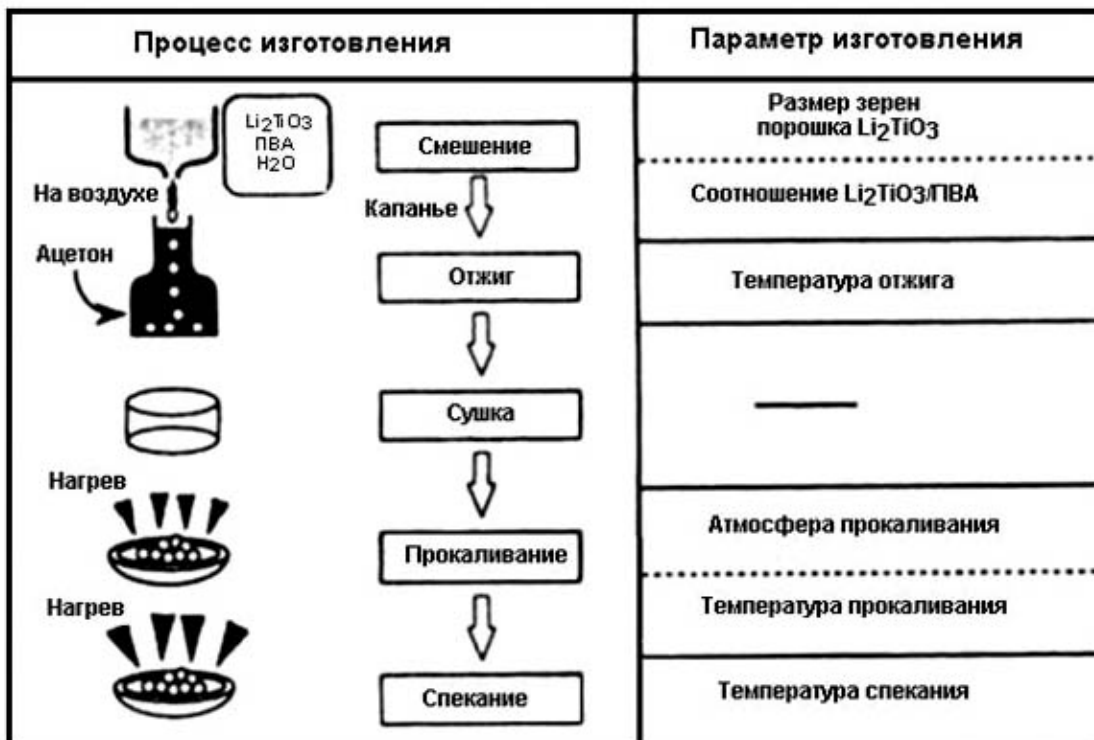 Процесс изготовления
Параметр изготовления
Li2TiO3
ПВА
H2O
Смешение
Размер зерен
порошка Li2TiO3
На воздухе
Капанье
Соотношение Li2TiO3/ПВА
Ацетон
Отжиг
Температура отжига
Сушка
Нагрев
Прокаливание
Атмосфера прокаливания
Температура прокаливания
Нагрев
Спекание
Температура спекания